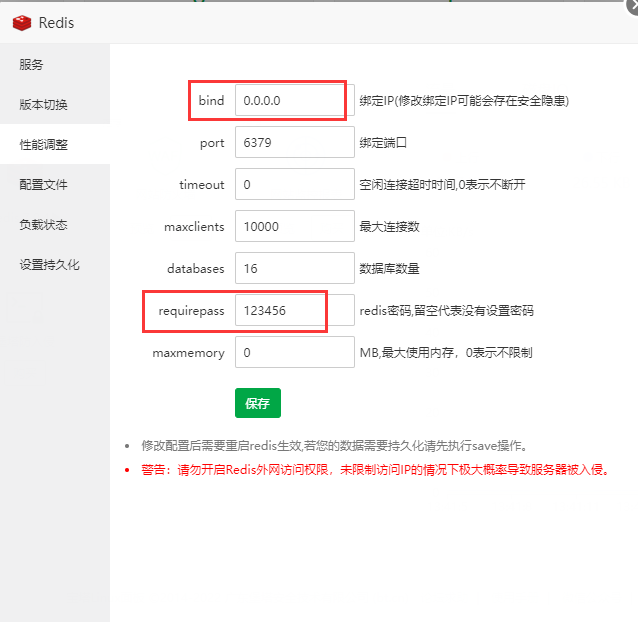 Redis
服务
版本切换
性能调整
配置文件
负载状态
设置持久化
bind 0.0.0.0 绑定IP(修改绑定IP可能会存在安全隐患)
port 6379 绑定端口
timeout 0 空闲连接超时时间,0表示不断开
maxclients 10000 最大连接数
databases 16 数据库数量
requirepass 123456 redis密码,留空代表没有设置密码
maxmemory 0 MB,最大使用内存，0表示不限制
保存
• 修改配置后需要重启redis生效,若您的数据需要持久化请先执行save操作。
• 警告：请勿开启Redis外网访问权限，未限制访问IP的情况下极大概率导致服务器被入侵。